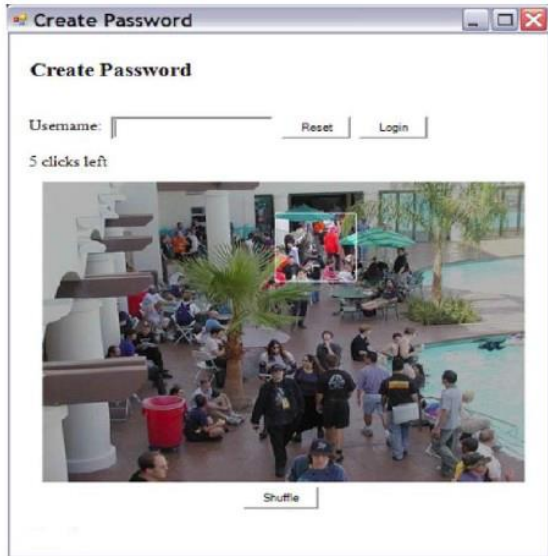 Create Password
Create Password
Username: Reset Login
5 clicks left
Shuffle